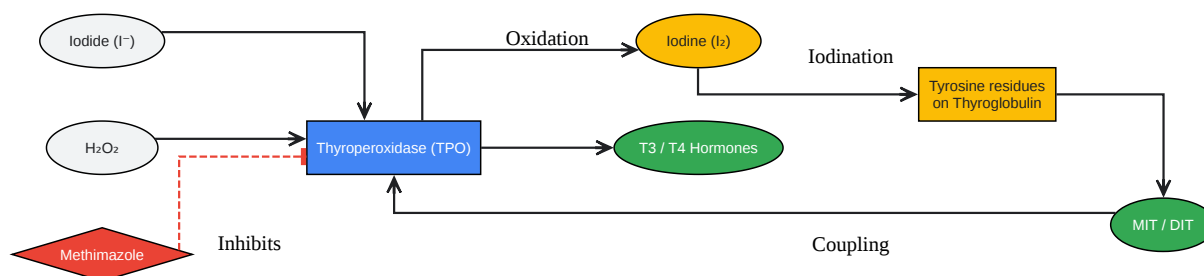 Iodide (I⁻)
Oxidation
Iodine (I₂)
Iodination
Tyrosine residues
on Thyroglobulin
H₂O₂
Thyroperoxidase (TPO)
T3 / T4 Hormones
MIT / DIT
Methimazole
Inhibits
Coupling